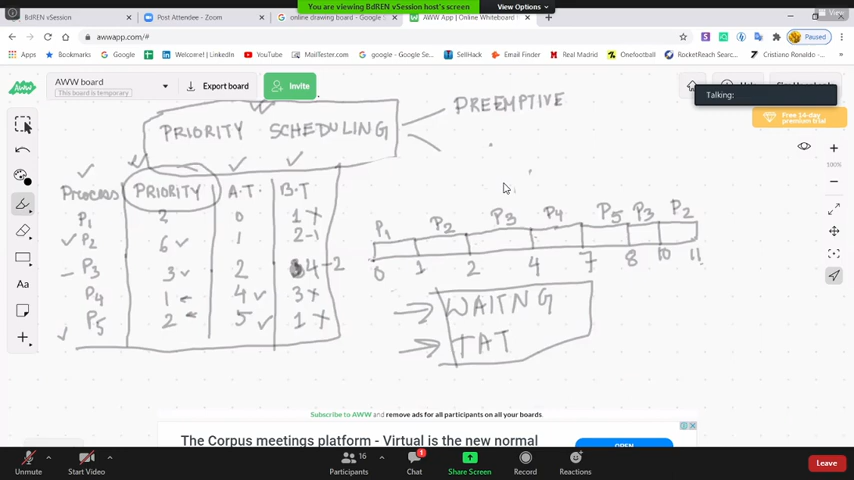 You are viewing BdREN vSession host's screen
View Options
View
BdREN vSession
Post Attendee - Zoom
online drawing board - Google S
AWW App | Online Whiteboard
awwapp.com/#
Paused
Apps
Bookmarks
Google
Welcome! | LinkedIn
YouTube
MailTester.com
google - Google Se...
SellHack
Email Finder
Real Madrid
Onefootball
RocketReach Search...
Cristiano Ronaldo...
AWW board
This board is temporary
Export board
Invite
Talking:
Free 14-day
premium trial
100%
PRIORITY SCHEDULING
PREEMPTIVE
Process PRIORITY A.T. B.T
P1 2 0 1 x
P2 6 1 2-1
P3 3 2 4-2
P4 1 4 3 x
P5 2 5 1 x
P1 P2 P3 P4 P5 P3 P2
0 1 2 4 7 8 10 11
WAITNG
TAT
Aa
Subscribe to AWW and remove ads for all participants on all your boards.
The Corpus meetings platform - Virtual is the new normal
OPEN
Unmute
Start Video
Participants
16
Chat
1
Share Screen
Record
Reactions
Leave